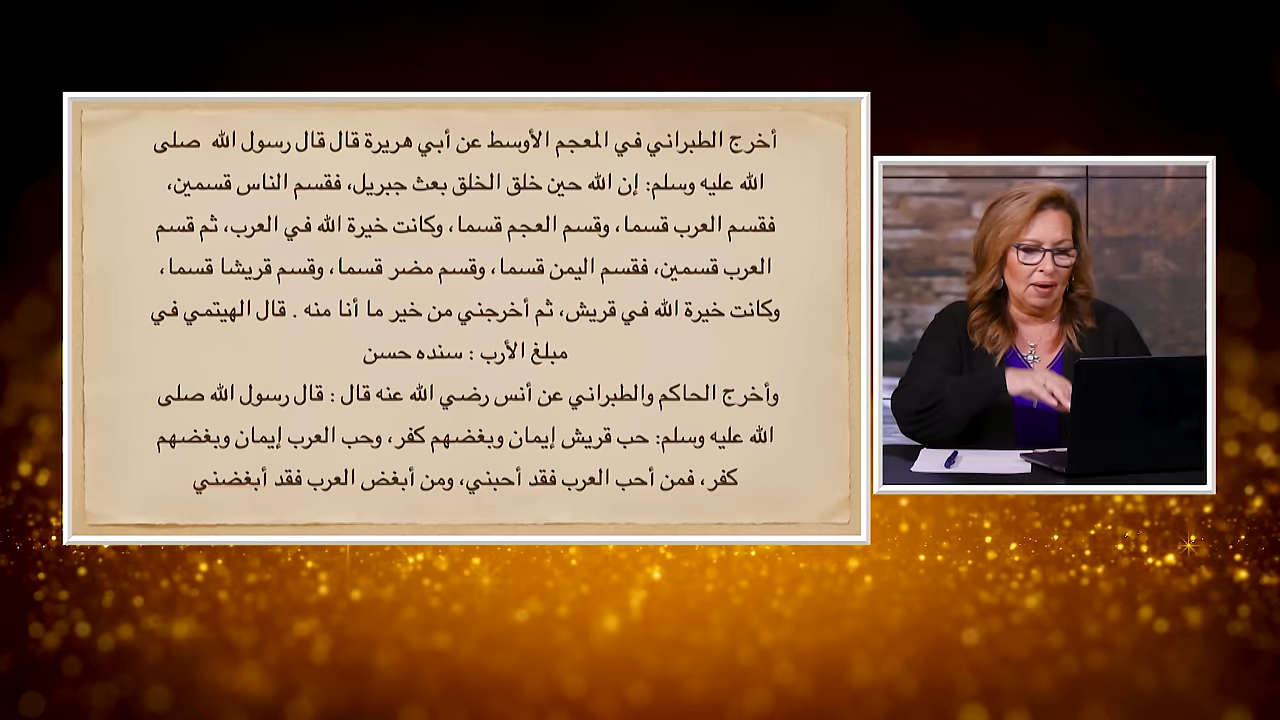 أخرج الطبراني في المعجم الأوسط عن أبي هريرة قال قال رسول الله صلى
الله عليه وسلم: إن الله حين خلق الخلق بعث جبريل، فقسم الناس قسمين،
فقسم العرب قسما، وقسم العجم قسما، وكانت خيرة الله في العرب، ثم قسم
العرب قسمين، فقسم اليمن قسما، وقسم مضر قسما، وقسم قريشا قسما،
وكانت خيرة الله في قريش، ثم أخرجني من خير ما أنا منه . قال الهيتمي في
مبلغ الأرب : سنده حسن
وأخرج الحاكم والطبراني عن أنس رضي الله عنه قال : قال رسول الله صلى
الله عليه وسلم: حب قريش إيمان وبغضهم كفر، وحب العرب إيمان وبغضهم
كفر، فمن أحب العرب فقد أحبني، ومن أبغض العرب فقد أبغضني